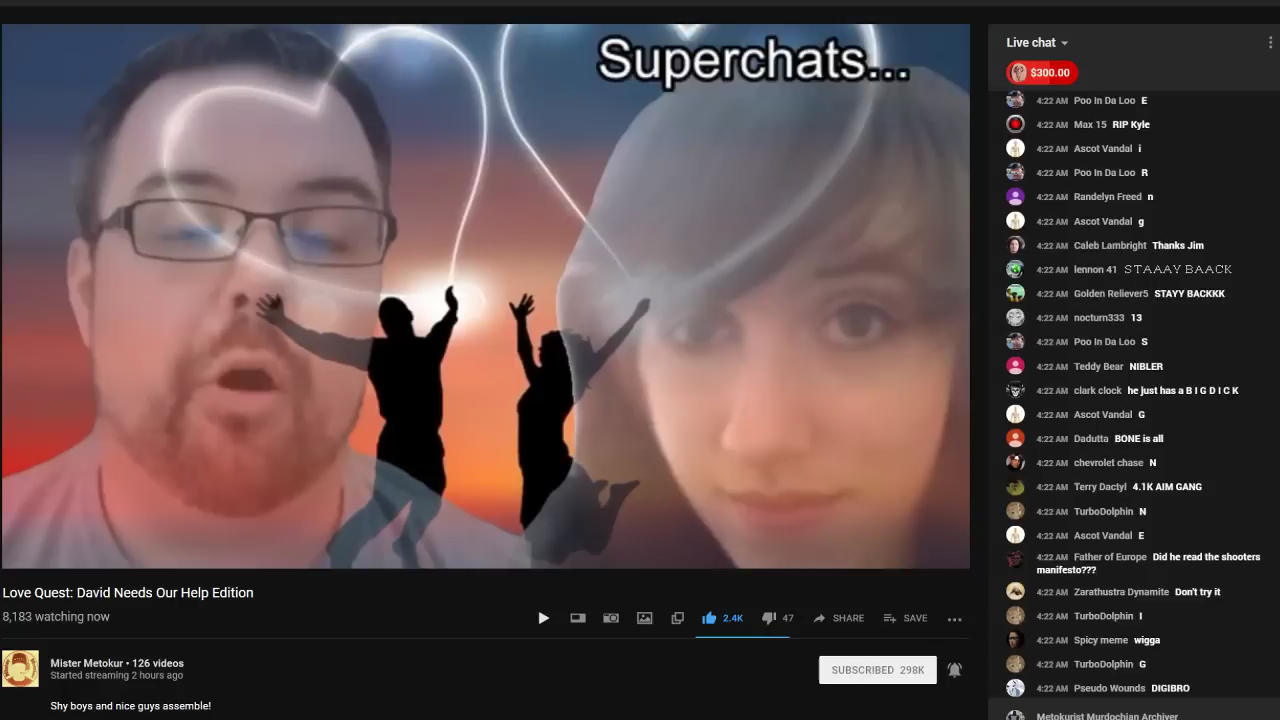 Superchats...
Love Quest: David Needs Our Help Edition
8,183 watching now
2.4K
47
SHARE
SAVE
Mister Metokur • 126 videos
Started streaming 2 hours ago
SUBSCRIBED 298K
Shy boys and nice guys assemble!
Live chat
$300.00
4:22 AM Poo In Da Loo E
4:22 AM Max 15 RIP Kyle
4:22 AM Ascot Vandal i
4:22 AM Poo In Da Loo R
4:22 AM Randelyn Freed n
4:22 AM Ascot Vandal g
4:22 AM Caleb Lambright Thanks Jim
4:22 AM lennon 41 STAAAY BAACK
4:22 AM Golden Reliever5 STAYY BACKKK
4:22 AM nocturn333 13
4:22 AM Poo In Da Loo S
4:22 AM Teddy Bear NIBLER
4:22 AM clark clock he just has a B I G D I C K
4:22 AM Ascot Vandal G
4:22 AM Dadutta BONE is all
4:22 AM chevrolet chase N
4:22 AM Terry Dactyl 4.1K AIM GANG
4:22 AM TurboDolphin N
4:22 AM Ascot Vandal E
4:22 AM Father of Europe Did he read the shooters
manifesto???
4:22 AM Zarathustra Dynamite Don't try it
4:22 AM TurboDolphin I
4:22 AM Spicy meme wigga
4:22 AM TurboDolphin G
4:22 AM Pseudo Wounds DIGIBRO
Metokurist Murdochian Archiver